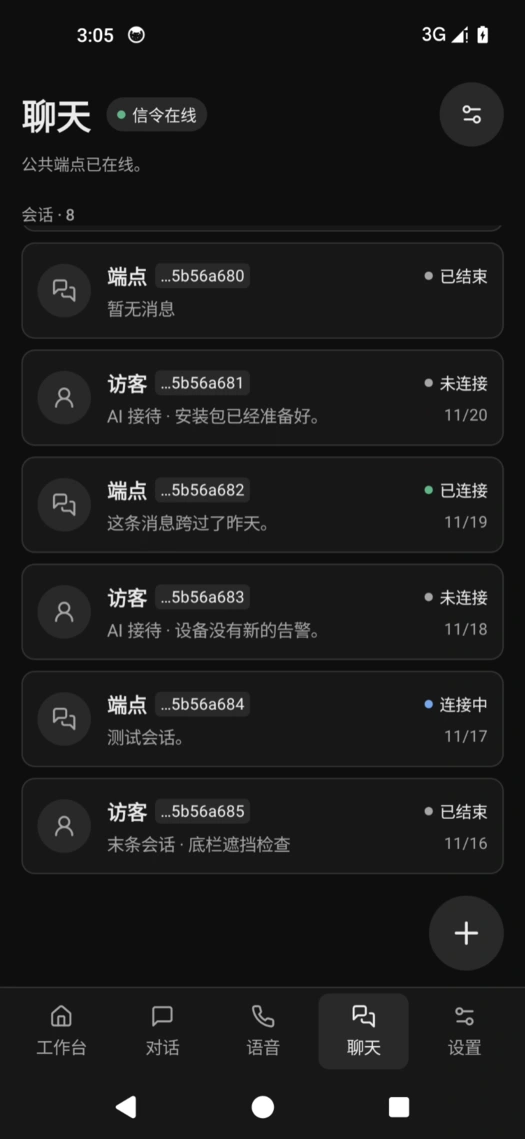 3:05
3G
聊天
信令在线
公共端点已在线。
会话 · 8
端点 …5b56a680 已结束
暂无消息
访客 …5b56a681 未连接
AI 接待 · 安装包已经准备好。 11/20
端点 …5b56a682 已连接
这条消息跨过了昨天。 11/19
访客 …5b56a683 未连接
AI 接待 · 设备没有新的告警。 11/18
端点 …5b56a684 连接中
测试会话。 11/17
访客 …5b56a685 已结束
末条会话 · 底栏遮挡检查 11/16
工作台 对话 语音 聊天 设置